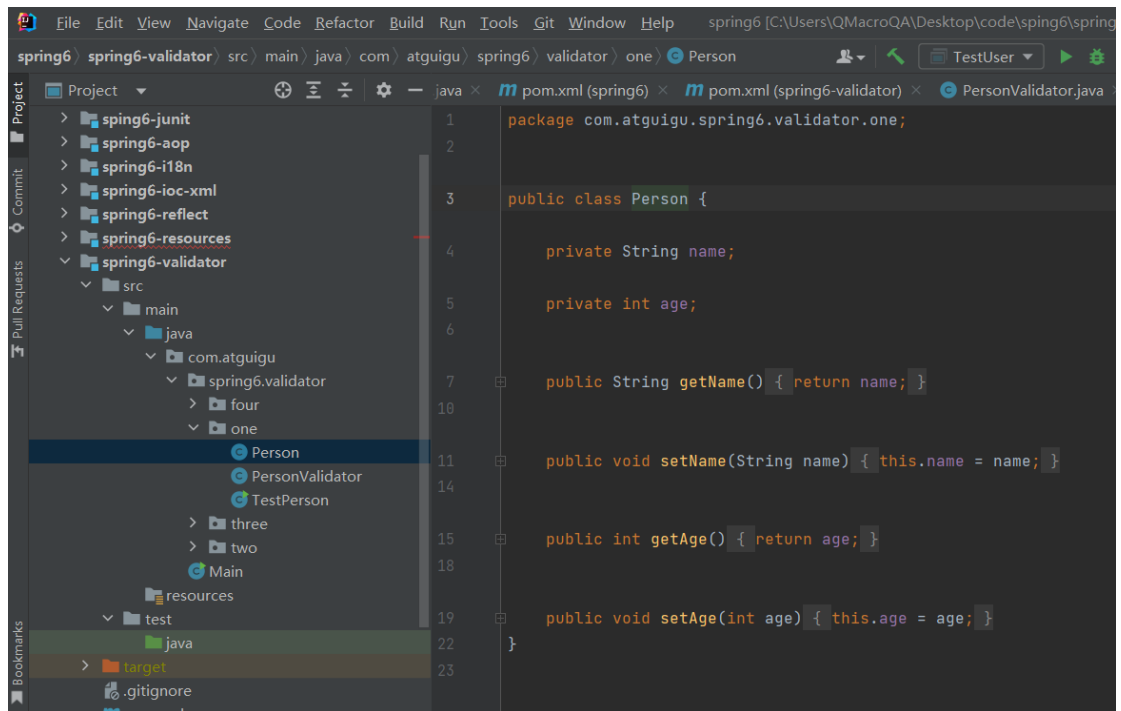 File Edit View Navigate Code Refactor Build Run Tools Git Window Help spring6 [C:\Users\QMacroQA\Desktop\code\sping6\spring
spring6 〉 spring6-validator 〉 src 〉 main 〉 java 〉 com 〉 atguigu 〉 spring6 〉 validator 〉 one 〉 Person TestUser
Project
Commit
Pull Requests
Bookmarks
Project
java × pom.xml (spring6) × pom.xml (spring6-validator) × PersonValidator.java
sping6-junit
spring6-aop
spring6-i18n
spring6-ioc-xml
spring6-reflect
spring6-resources
spring6-validator
src
main
java
com.atguigu
spring6.validator
four
one
Person
PersonValidator
TestPerson
three
two
Main
resources
test
java
target
.gitignore
1 package com.atguigu.spring6.validator.one;
2
3 public class Person {
4 private String name;
5 private int age;
6
7 public String getName() { return name; }
10
11 public void setName(String name) { this.name = name; }
14
15 public int getAge() { return age; }
18
19 public void setAge(int age) { this.age = age; }
22 }
23